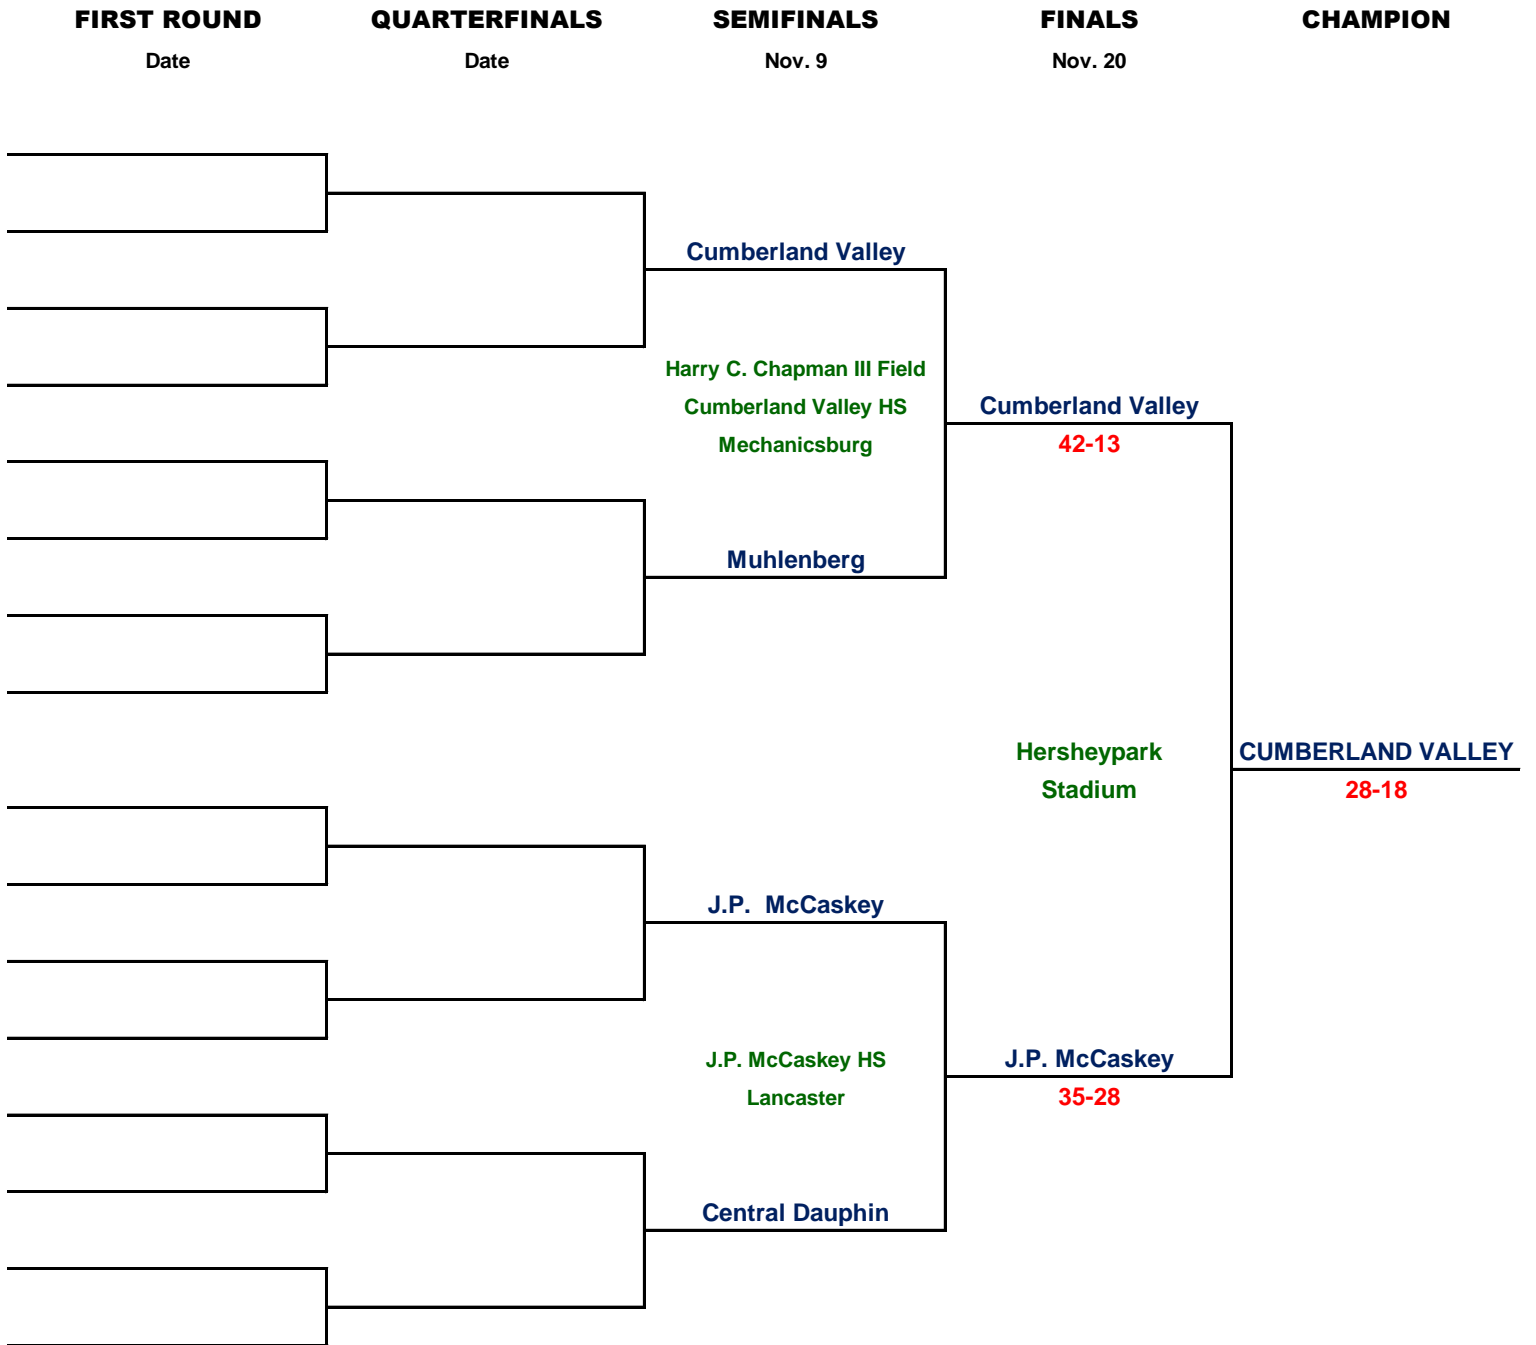 FIRST ROUND QUARTERFINALS SEMIFINALS FINALS CHAMPION
Date Date Nov. 9 Nov. 20
Cumberland Valley
Harry C. Chapman III Field
Cumberland Valley HS
Mechanicsburg
Cumberland Valley
42-13
Muhlenberg
Hersheypark
Stadium
CUMBERLAND VALLEY
28-18
J.P. McCaskey
J.P. McCaskey HS
Lancaster
J.P. McCaskey
35-28
Central Dauphin